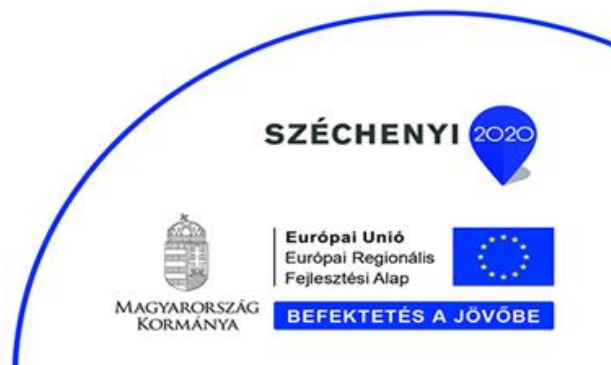 SZÉCHENYI 2020
Európai Unió
Európai Regionális
Fejlesztési Alap
MAGYARORSZÁG
KORMÁNYA
BEFEKTETÉS A JÖVŐBE